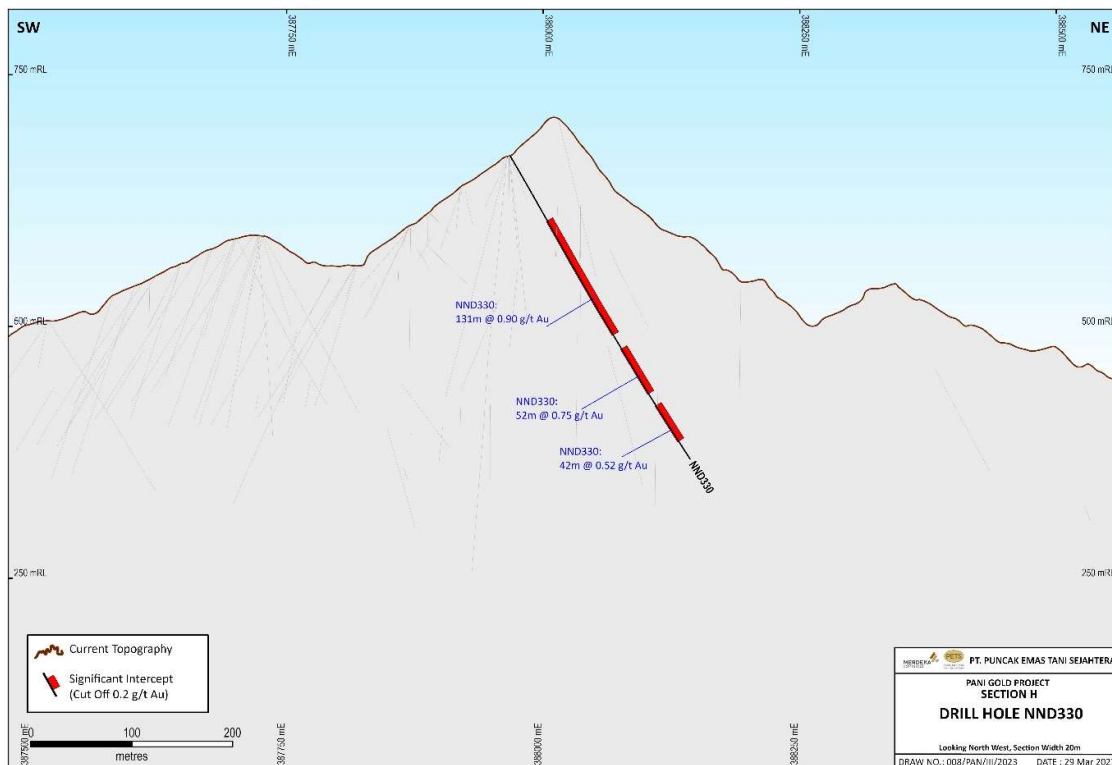 SW
387750 mE
388000 mE
388250 mE
388500 mE
NE
750 mRL
750 mRL
500 mRL
500 mRL
NND330:
131m @ 0.90 g/t Au
NND330:
52m @ 0.75 g/t Au
NND330:
42m @ 0.52 g/t Au
NND330
250 mRL
250 mRL
Current Topography
Significant Intercept
(Cut Off 0.2 g/t Au)
0 100 200
metres
387500 mE
387750 mE
388000 mE
388250 mE
MERDEKA
PETS
PT. PUNCAK EMAS TANI SEJAHTERA
PANI GOLD PROJECT
SECTION H
DRILL HOLE NND330
Looking North West, Section Width 20m
DRAW NO.: 008/PAN/III/2023 DATE : 29 Mar 202